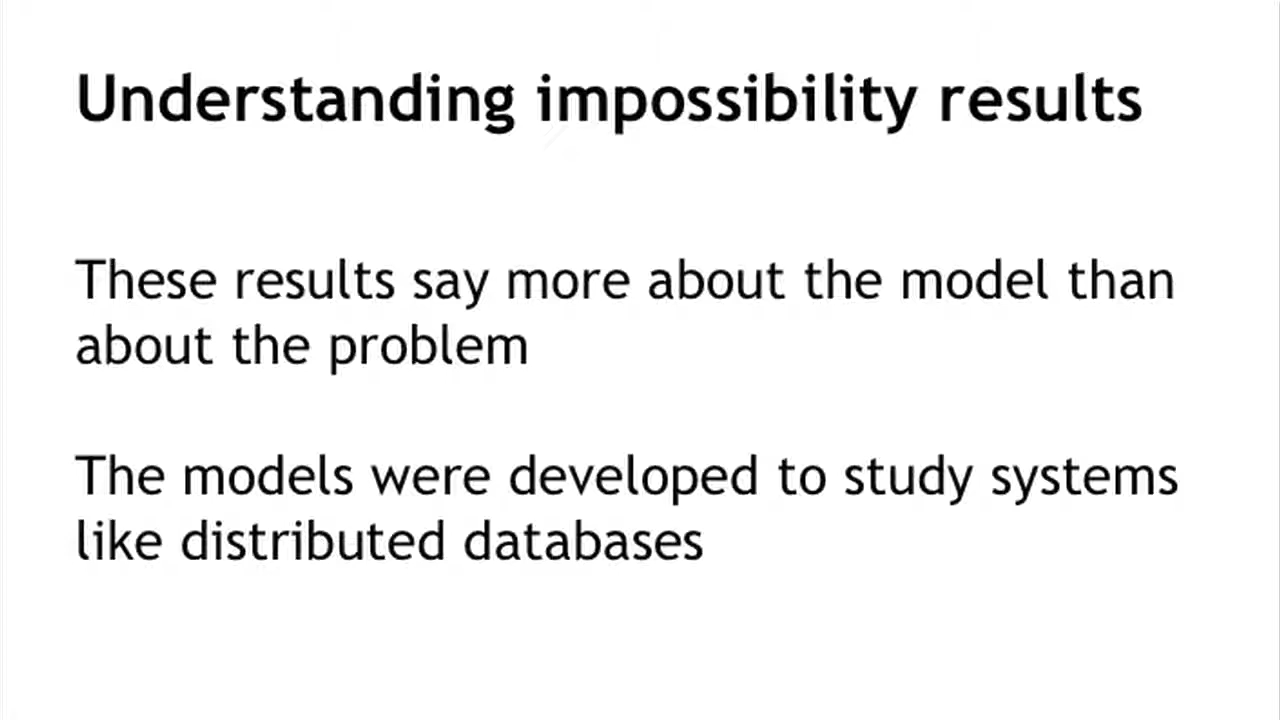 Understanding impossibility results
These results say more about the model than
about the problem
The models were developed to study systems
like distributed databases